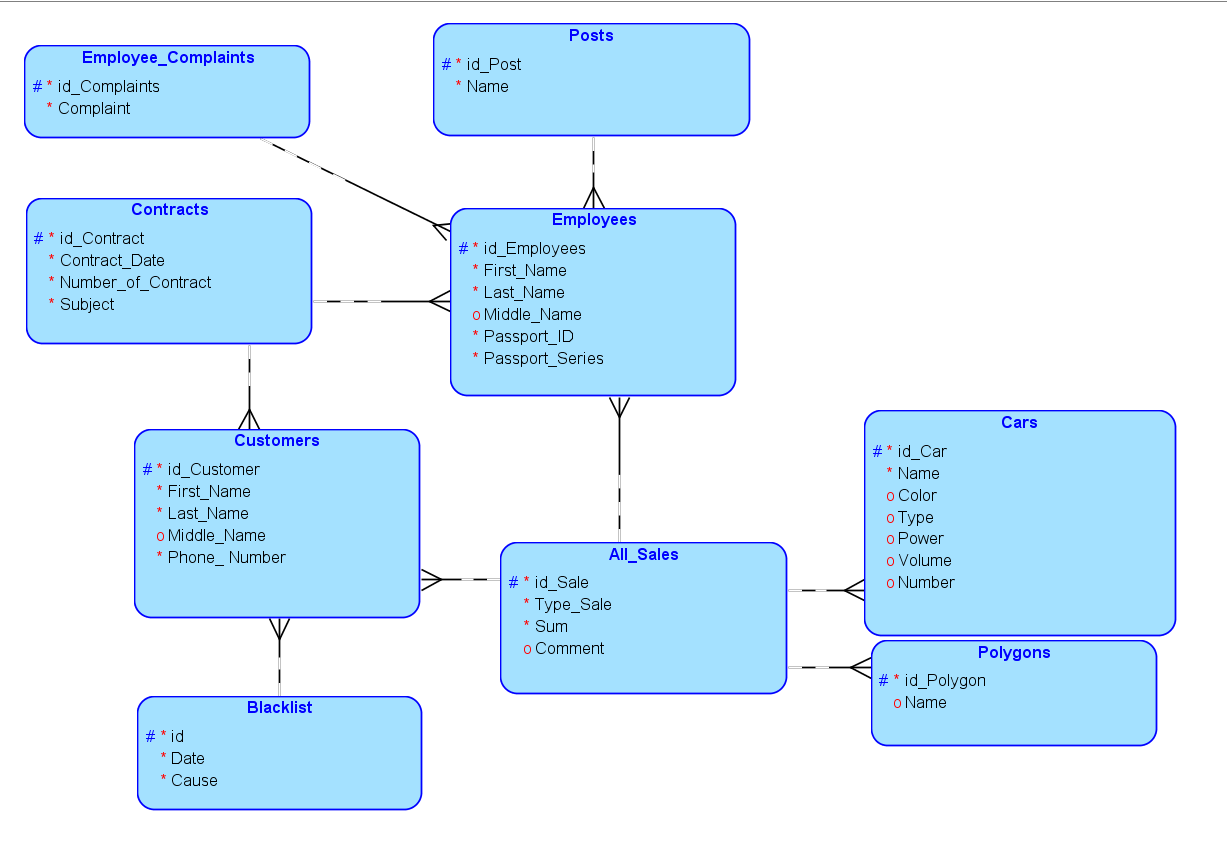 Employee_Complaints
# * id_Complaints
* Complaint
Posts
# * id_Post
* Name
Contracts
# * id_Contract
* Contract_Date
* Number_of_Contract
* Subject
Employees
# * id_Employees
* First_Name
* Last_Name
o Middle_Name
* Passport_ID
* Passport_Series
Customers
# * id_Customer
* First_Name
* Last_Name
o Middle_Name
* Phone_ Number
Cars
# * id_Car
* Name
o Color
o Type
o Power
o Volume
o Number
All_Sales
# * id_Sale
* Type_Sale
* Sum
o Comment
Polygons
# * id_Polygon
o Name
Blacklist
# * id
* Date
* Cause